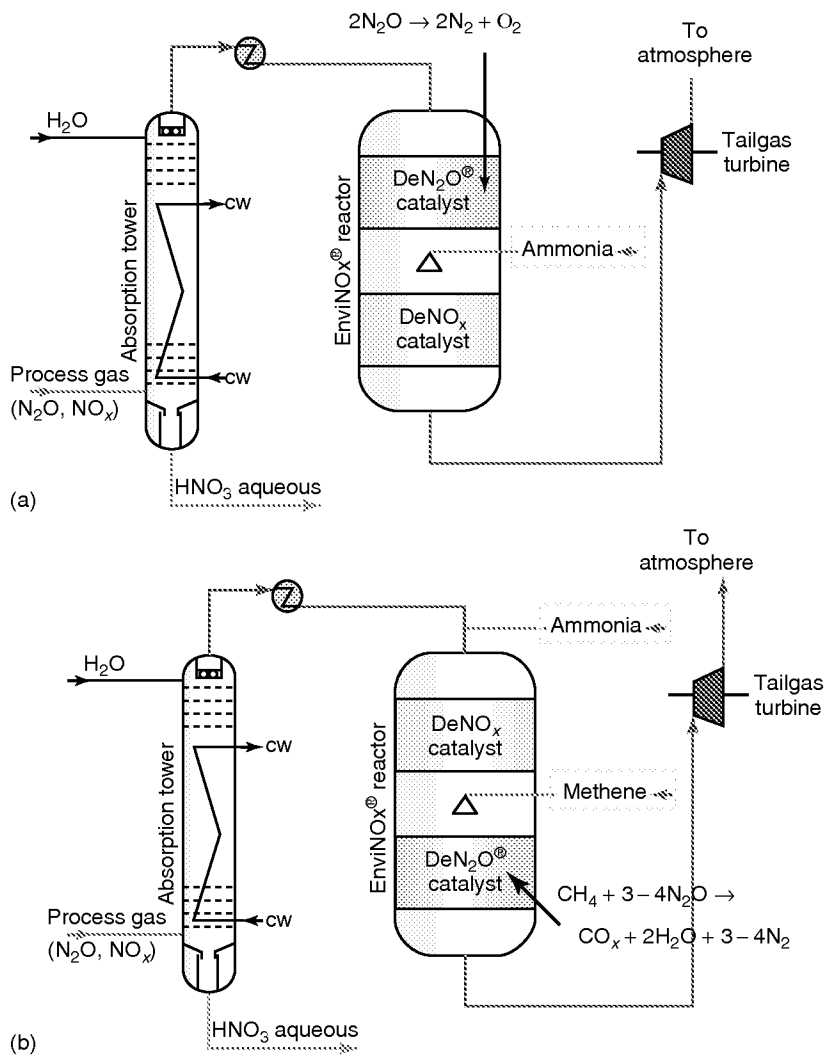 2N₂O → 2N₂ + O₂
To
atmosphere
H₂O
Tailgas
turbine
DeN₂O®
catalyst
cw
Absorption tower
EnviNOx® reactor
Ammonia
DeNOₓ
catalyst
Process gas
(N₂O, NOₓ)
cw
HNO₃ aqueous
(a)
To
atmosphere
Ammonia
H₂O
Tailgas
turbine
DeNOₓ
catalyst
cw
Absorption tower
EnviNOx® reactor
Methene
DeN₂O®
catalyst
CH₄ + 3 – 4N₂O →
COₓ + 2H₂O + 3 – 4N₂
Process gas
(N₂O, NOₓ)
cw
HNO₃ aqueous
(b)